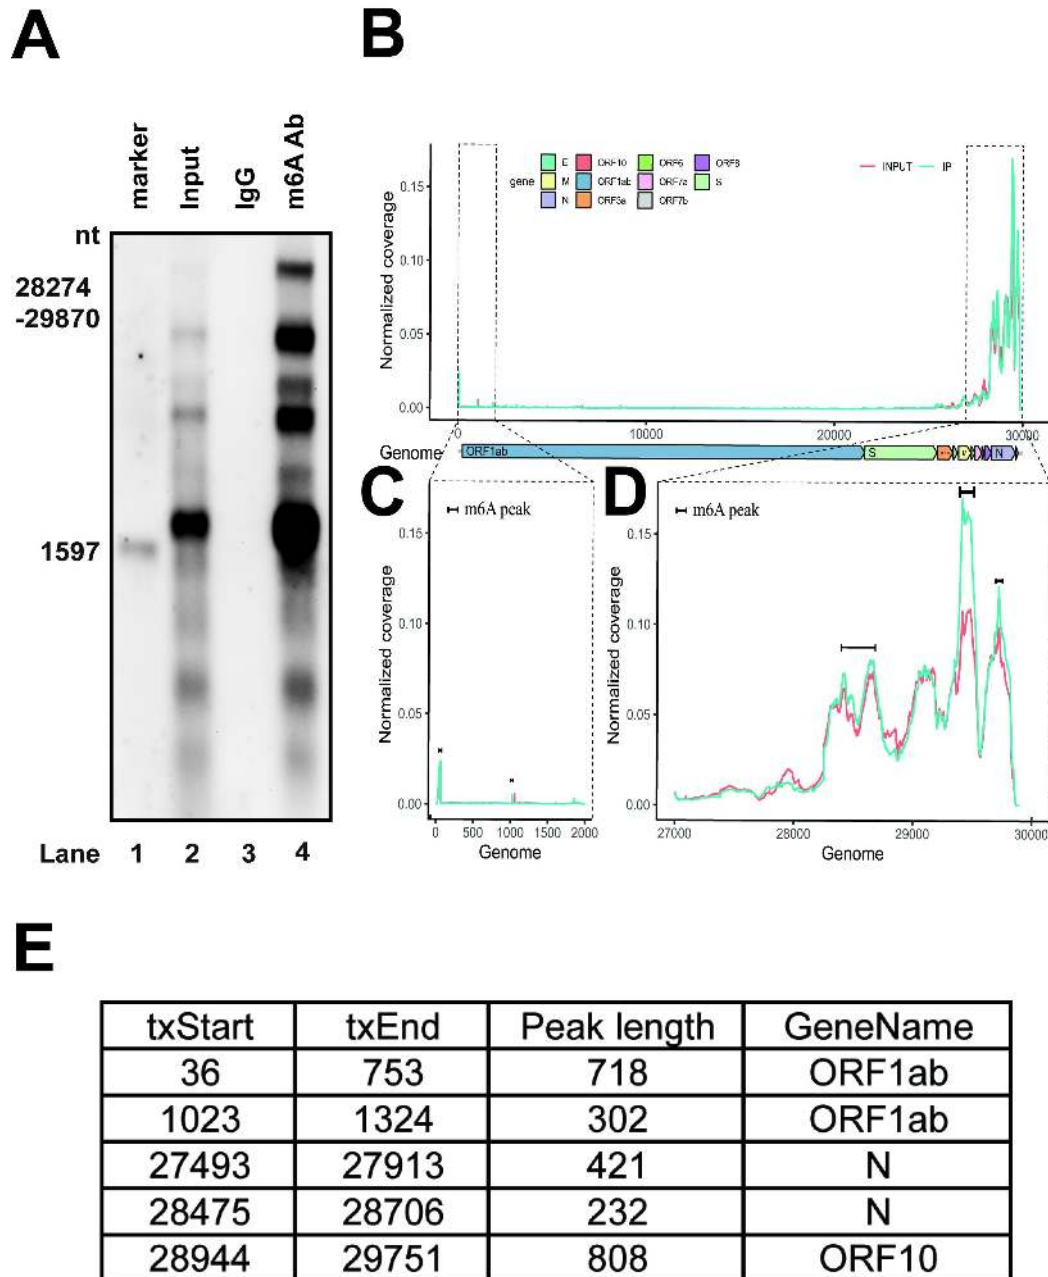 A
marker
Input
IgG
m6A Ab
nt
28274
-29870
1597
Lane 1 2 3 4
B
Normalized coverage
0.15
0.10
0.05
0.00
gene
E ORF10 ORF6 ORF8
M ORF1ab ORF7a S
N ORF3a ORF7b
INPUT IP
0 10000 20000 30000
Genome ORF1ab S N
C
m6A peak
Normalized coverage
0.15
0.10
0.05
0.00
0 500 1000 1500 2000
Genome
D
m6A peak
Normalized coverage
0.15
0.10
0.05
0.00
27000 28000 29000 30000
Genome
E
txStart txEnd Peak length GeneName
36 753 718 ORF1ab
1023 1324 302 ORF1ab
27493 27913 421 N
28475 28706 232 N
28944 29751 808 ORF10